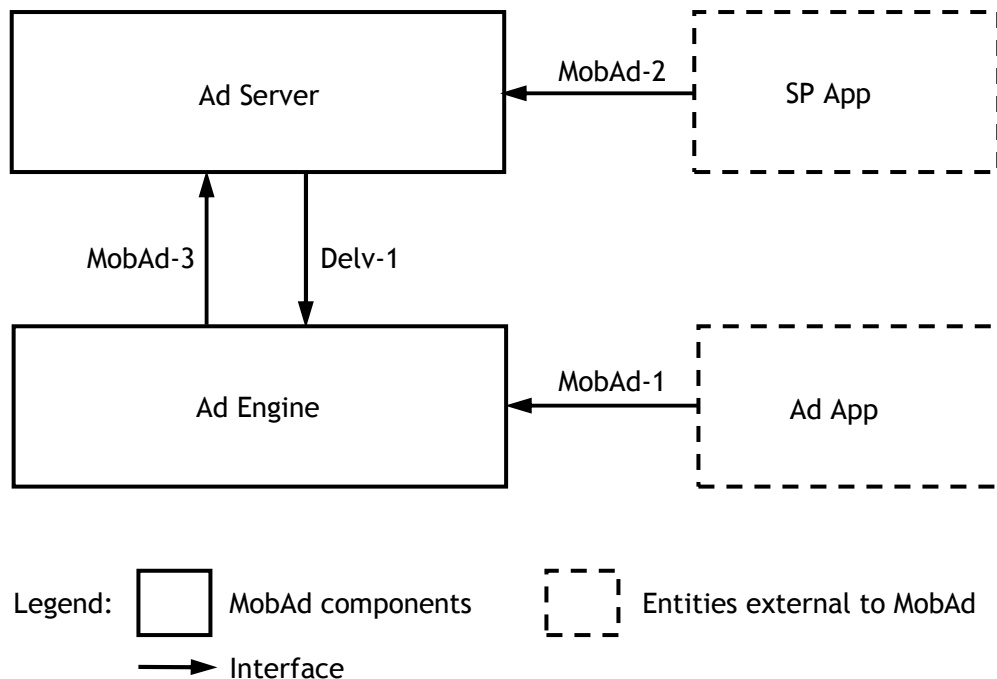 MobAd-2
Ad Server
SP App
MobAd-3
Delv-1
MobAd-1
Ad Engine
Ad App
Legend:
MobAd components
Entities external to MobAd
Interface